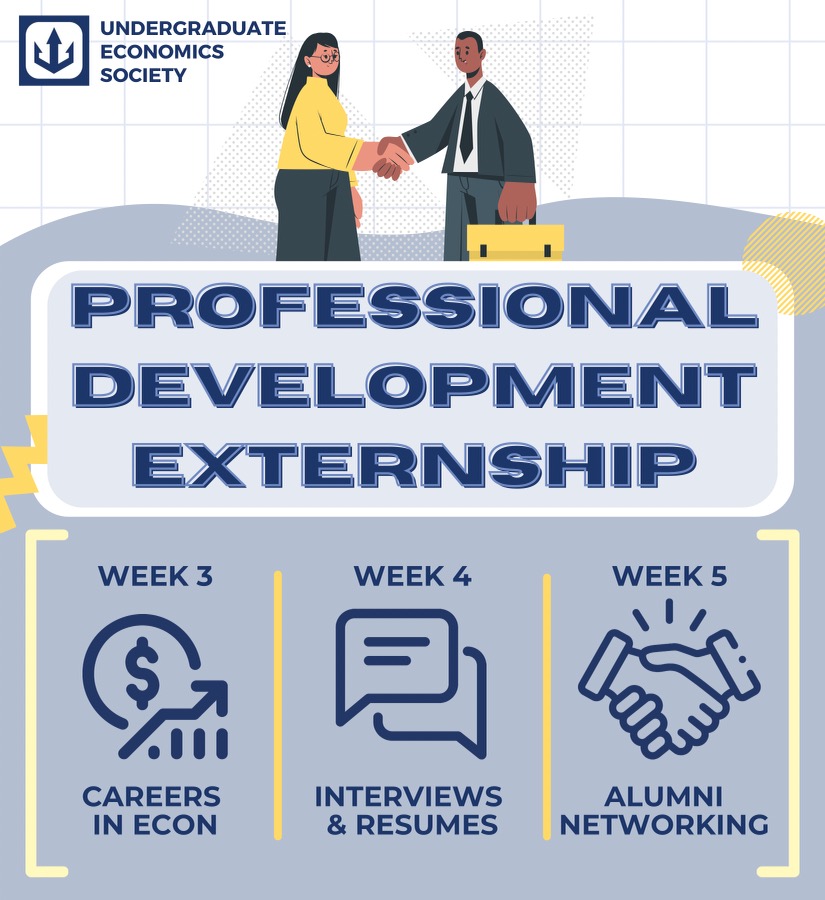 UNDERGRADUATE
ECONOMICS
SOCIETY
PROFESSIONAL
DEVELOPMENT
EXTERNSHIP
WEEK 3
$
CAREERS
IN ECON
WEEK 4
INTERVIEWS
& RESUMES
WEEK 5
ALUMNI
NETWORKING